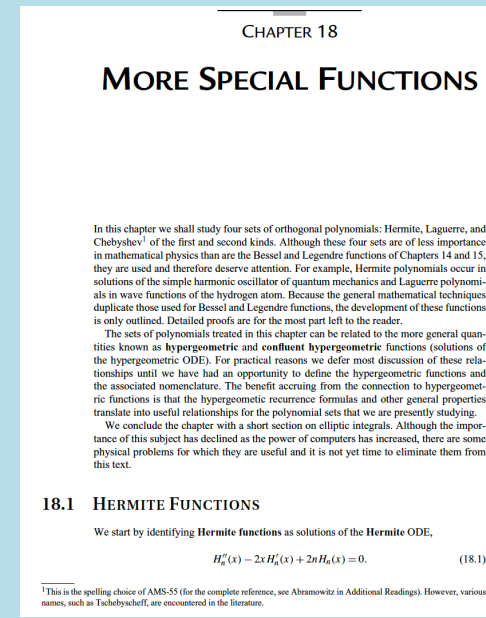 CHAPTER 18
MORE SPECIAL FUNCTIONS
In this chapter we shall study four sets of orthogonal polynomials: Hermite, Laguerre, and
Chebyshev¹ of the first and second kinds. Although these four sets are of less importance
in mathematical physics than are the Bessel and Legendre functions of Chapters 14 and 15,
they are used and therefore deserve attention. For example, Hermite polynomials occur in
solutions of the simple harmonic oscillator of quantum mechanics and Laguerre polynomi-
als in wave functions of the hydrogen atom. Because the general mathematical techniques
duplicate those used for Bessel and Legendre functions, the development of these functions
is only outlined. Detailed proofs are for the most part left to the reader.
The sets of polynomials treated in this chapter can be related to the more general quan-
tities known as hypergeometric and confluent hypergeometric functions (solutions of
the hypergeometric ODE). For practical reasons we defer most discussion of these rela-
tionships until we have had an opportunity to define the hypergeometric functions and
the associated nomenclature. The benefit accruing from the connection to hypergeomet-
ric functions is that the hypergeometric recurrence formulas and other general properties
translate into useful relationships for the polynomial sets that we are presently studying.
We conclude the chapter with a short section on elliptic integrals. Although the impor-
tance of this subject has declined as the power of computers has increased, there are some
physical problems for which they are useful and it is not yet time to eliminate them from
this text.
18.1 HERMITE FUNCTIONS
We start by identifying Hermite functions as solutions of the Hermite ODE,
H″ₙ(x) − 2xH′ₙ(x) + 2nHₙ(x) = 0. (18.1)
¹This is the spelling choice of AMS-55 (for the complete reference, see Abramowitz in Additional Readings). However, various
names, such as Tschebyscheff, are encountered in the literature.